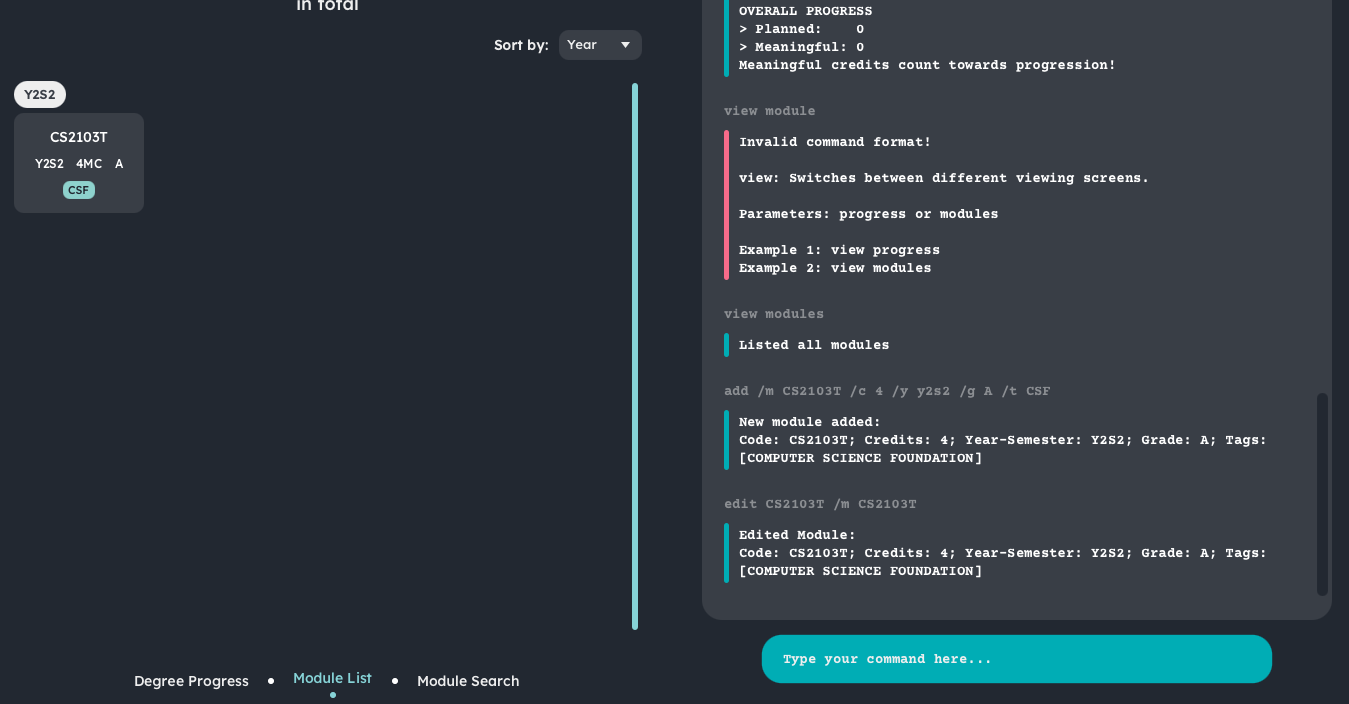 in total
Sort by: Year
Y2S2
CS2103T
Y2S2 4MC A
CSF
Degree Progress
Module List
Module Search
OVERALL PROGRESS
> Planned:    0
> Meaningful: 0
Meaningful credits count towards progression!
view module
Invalid command format!
view: Switches between different viewing screens.
Parameters: progress or modules
Example 1: view progress
Example 2: view modules
view modules
Listed all modules
add /m CS2103T /c 4 /y y2s2 /g A /t CSF
New module added:
Code: CS2103T; Credits: 4; Year-Semester: Y2S2; Grade: A; Tags:
[COMPUTER SCIENCE FOUNDATION]
edit CS2103T /m CS2103T
Edited Module:
Code: CS2103T; Credits: 4; Year-Semester: Y2S2; Grade: A; Tags:
[COMPUTER SCIENCE FOUNDATION]
Type your command here...